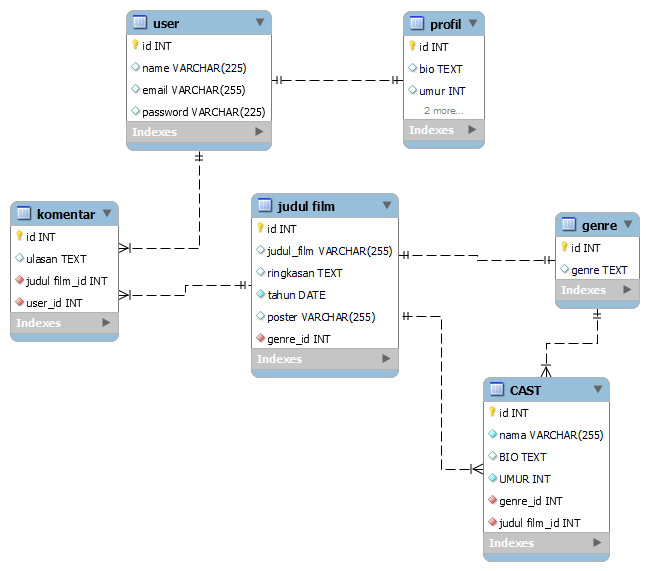 user
id INT
name VARCHAR(225)
email VARCHAR(255)
password VARCHAR(225)
Indexes
profil
id INT
bio TEXT
umur INT
2 more...
Indexes
komentar
id INT
ulasan TEXT
judul film_id INT
user_id INT
Indexes
judul film
id INT
judul_film VARCHAR(255)
ringkasan TEXT
tahun DATE
poster VARCHAR(255)
genre_id INT
Indexes
genre
id INT
genre TEXT
Indexes
CAST
id INT
nama VARCHAR(255)
BIO TEXT
UMUR INT
genre_id INT
judul film_id INT
Indexes